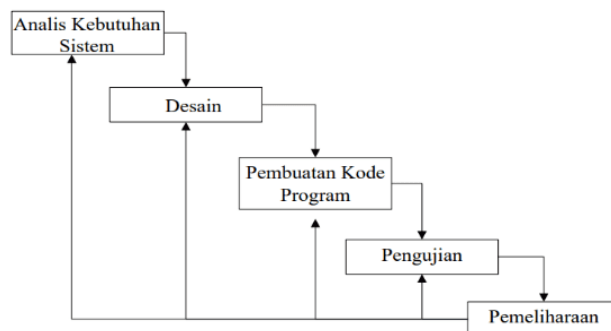 Analis Kebutuhan
Sistem
Desain
Pembuatan Kode
Program
Pengujian
Pemeliharaan